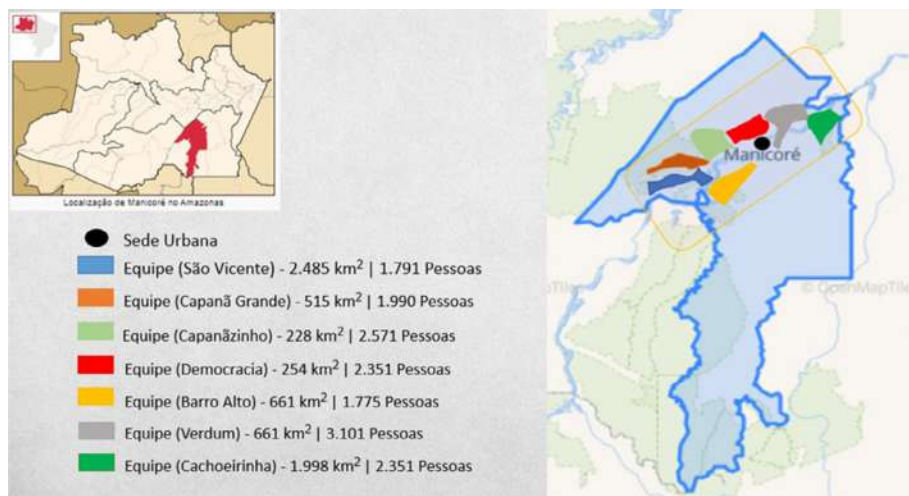 Localização de Manicoré no Amazonas
Sede Urbana
Equipe (São Vicente) - 2.485 km² | 1.791 Pessoas
Equipe (Capanã Grande) - 515 km² | 1.990 Pessoas
Equipe (Capanãzinho) - 228 km² | 2.571 Pessoas
Equipe (Democracia) - 254 km² | 2.351 Pessoas
Equipe (Barro Alto) - 661 km² | 1.775 Pessoas
Equipe (Verdum) - 661 km² | 3.101 Pessoas
Equipe (Cachoeirinha) - 1.998 km² | 2.351 Pessoas
Manicoré
© OpenMapTiler
© OpenMapTile
apTiler